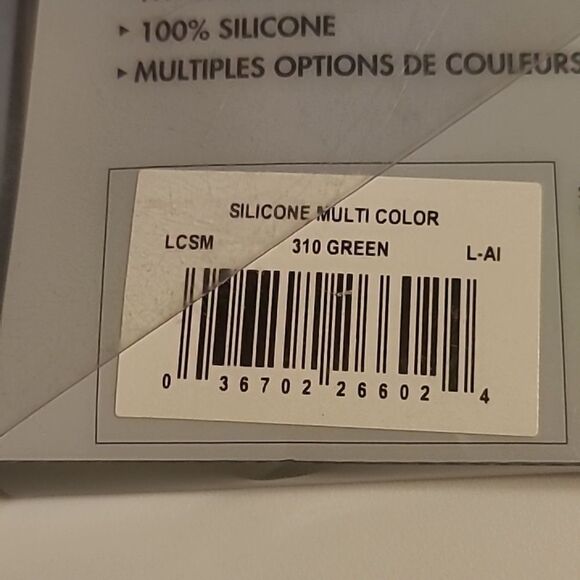 ▸ 100% SILICONE
▸ MULTIPLES OPTIONS DE COULEURS
SILICONE MULTI COLOR
LCSM 310 GREEN L-AI
0 36702 26602 4